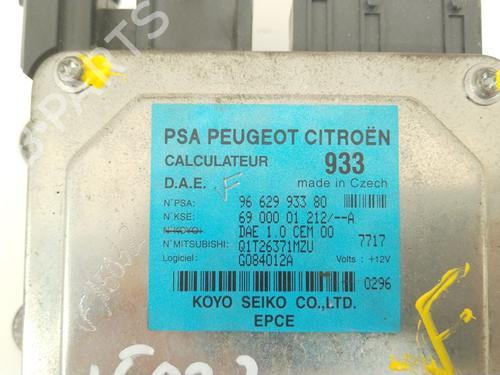 PSA PEUGEOT CITROËN
CALCULATEUR 933
D.A.E. F made in Czech
N°PSA: 96 629 933 80
N°KSE: 69 000 01 212/--A
N°KOYO: DAE 1.0 CEM 00
N°MITSUBISHI: Q1T26371MZU 7717
Logiciel: G084012A Volts : +12V
0296
KOYO SEIKO CO.,LTD.
EPCE